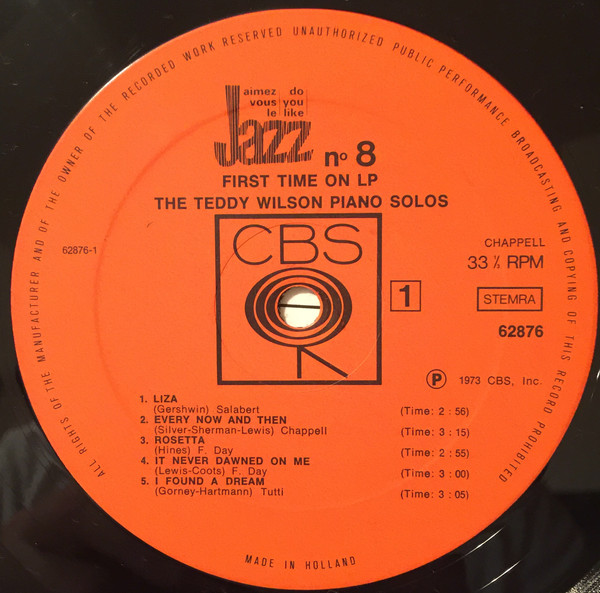 ALL RIGHTS OF THE MANUFACTURER AND OF THE OWNER OF THE RECORDED WORK RESERVED UNAUTHORIZED PUBLIC PERFORMANCE BROADCASTING AND COPYING OF THIS RECORD PROHIBITED
aimez do
vous you
le like
Jazz nº 8
FIRST TIME ON LP
THE TEDDY WILSON PIANO SOLOS
CBS
62876-1
1
CHAPPELL
33⅓ RPM
STEMRA
62876
℗ 1973 CBS, Inc.
1. LIZA
(Gershwin) Salabert (Time: 2 : 56)
2. EVERY NOW AND THEN
(Silver-Sherman-Lewis) Chappell (Time: 3 : 15)
3. ROSETTA
(Hines) F. Day (Time: 2 : 55)
4. IT NEVER DAWNED ON ME
(Lewis-Coots) F. Day (Time: 3 : 00)
5. I FOUND A DREAM
(Gorney-Hartmann) Tutti (Time: 3 : 05)
MADE IN HOLLAND